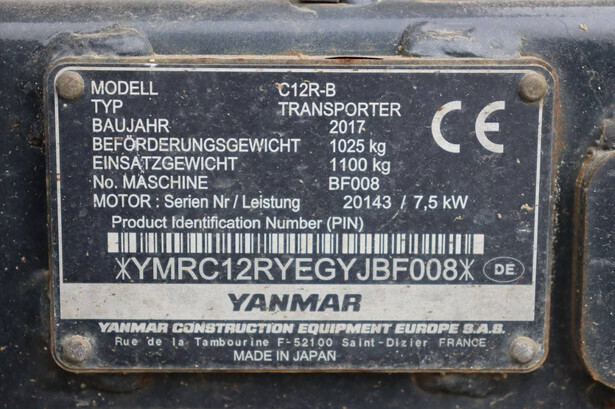 MODELL C12R-B
TYP TRANSPORTER
BAUJAHR 2017
BEFÖRDERUNGSGEWICHT 1025 kg
EINSATZGEWICHT 1100 kg
No. MASCHINE BF008
MOTOR : Serien Nr / Leistung 20143 / 7,5 kW
Product Identification Number (PIN)
*YMRC12RYEGYJBF008*
DE
YANMAR
YANMAR CONSTRUCTION EQUIPMENT EUROPE S.A.S.
Rue de la Tambourine F-52100 Saint-Dizier FRANCE
MADE IN JAPAN
CE